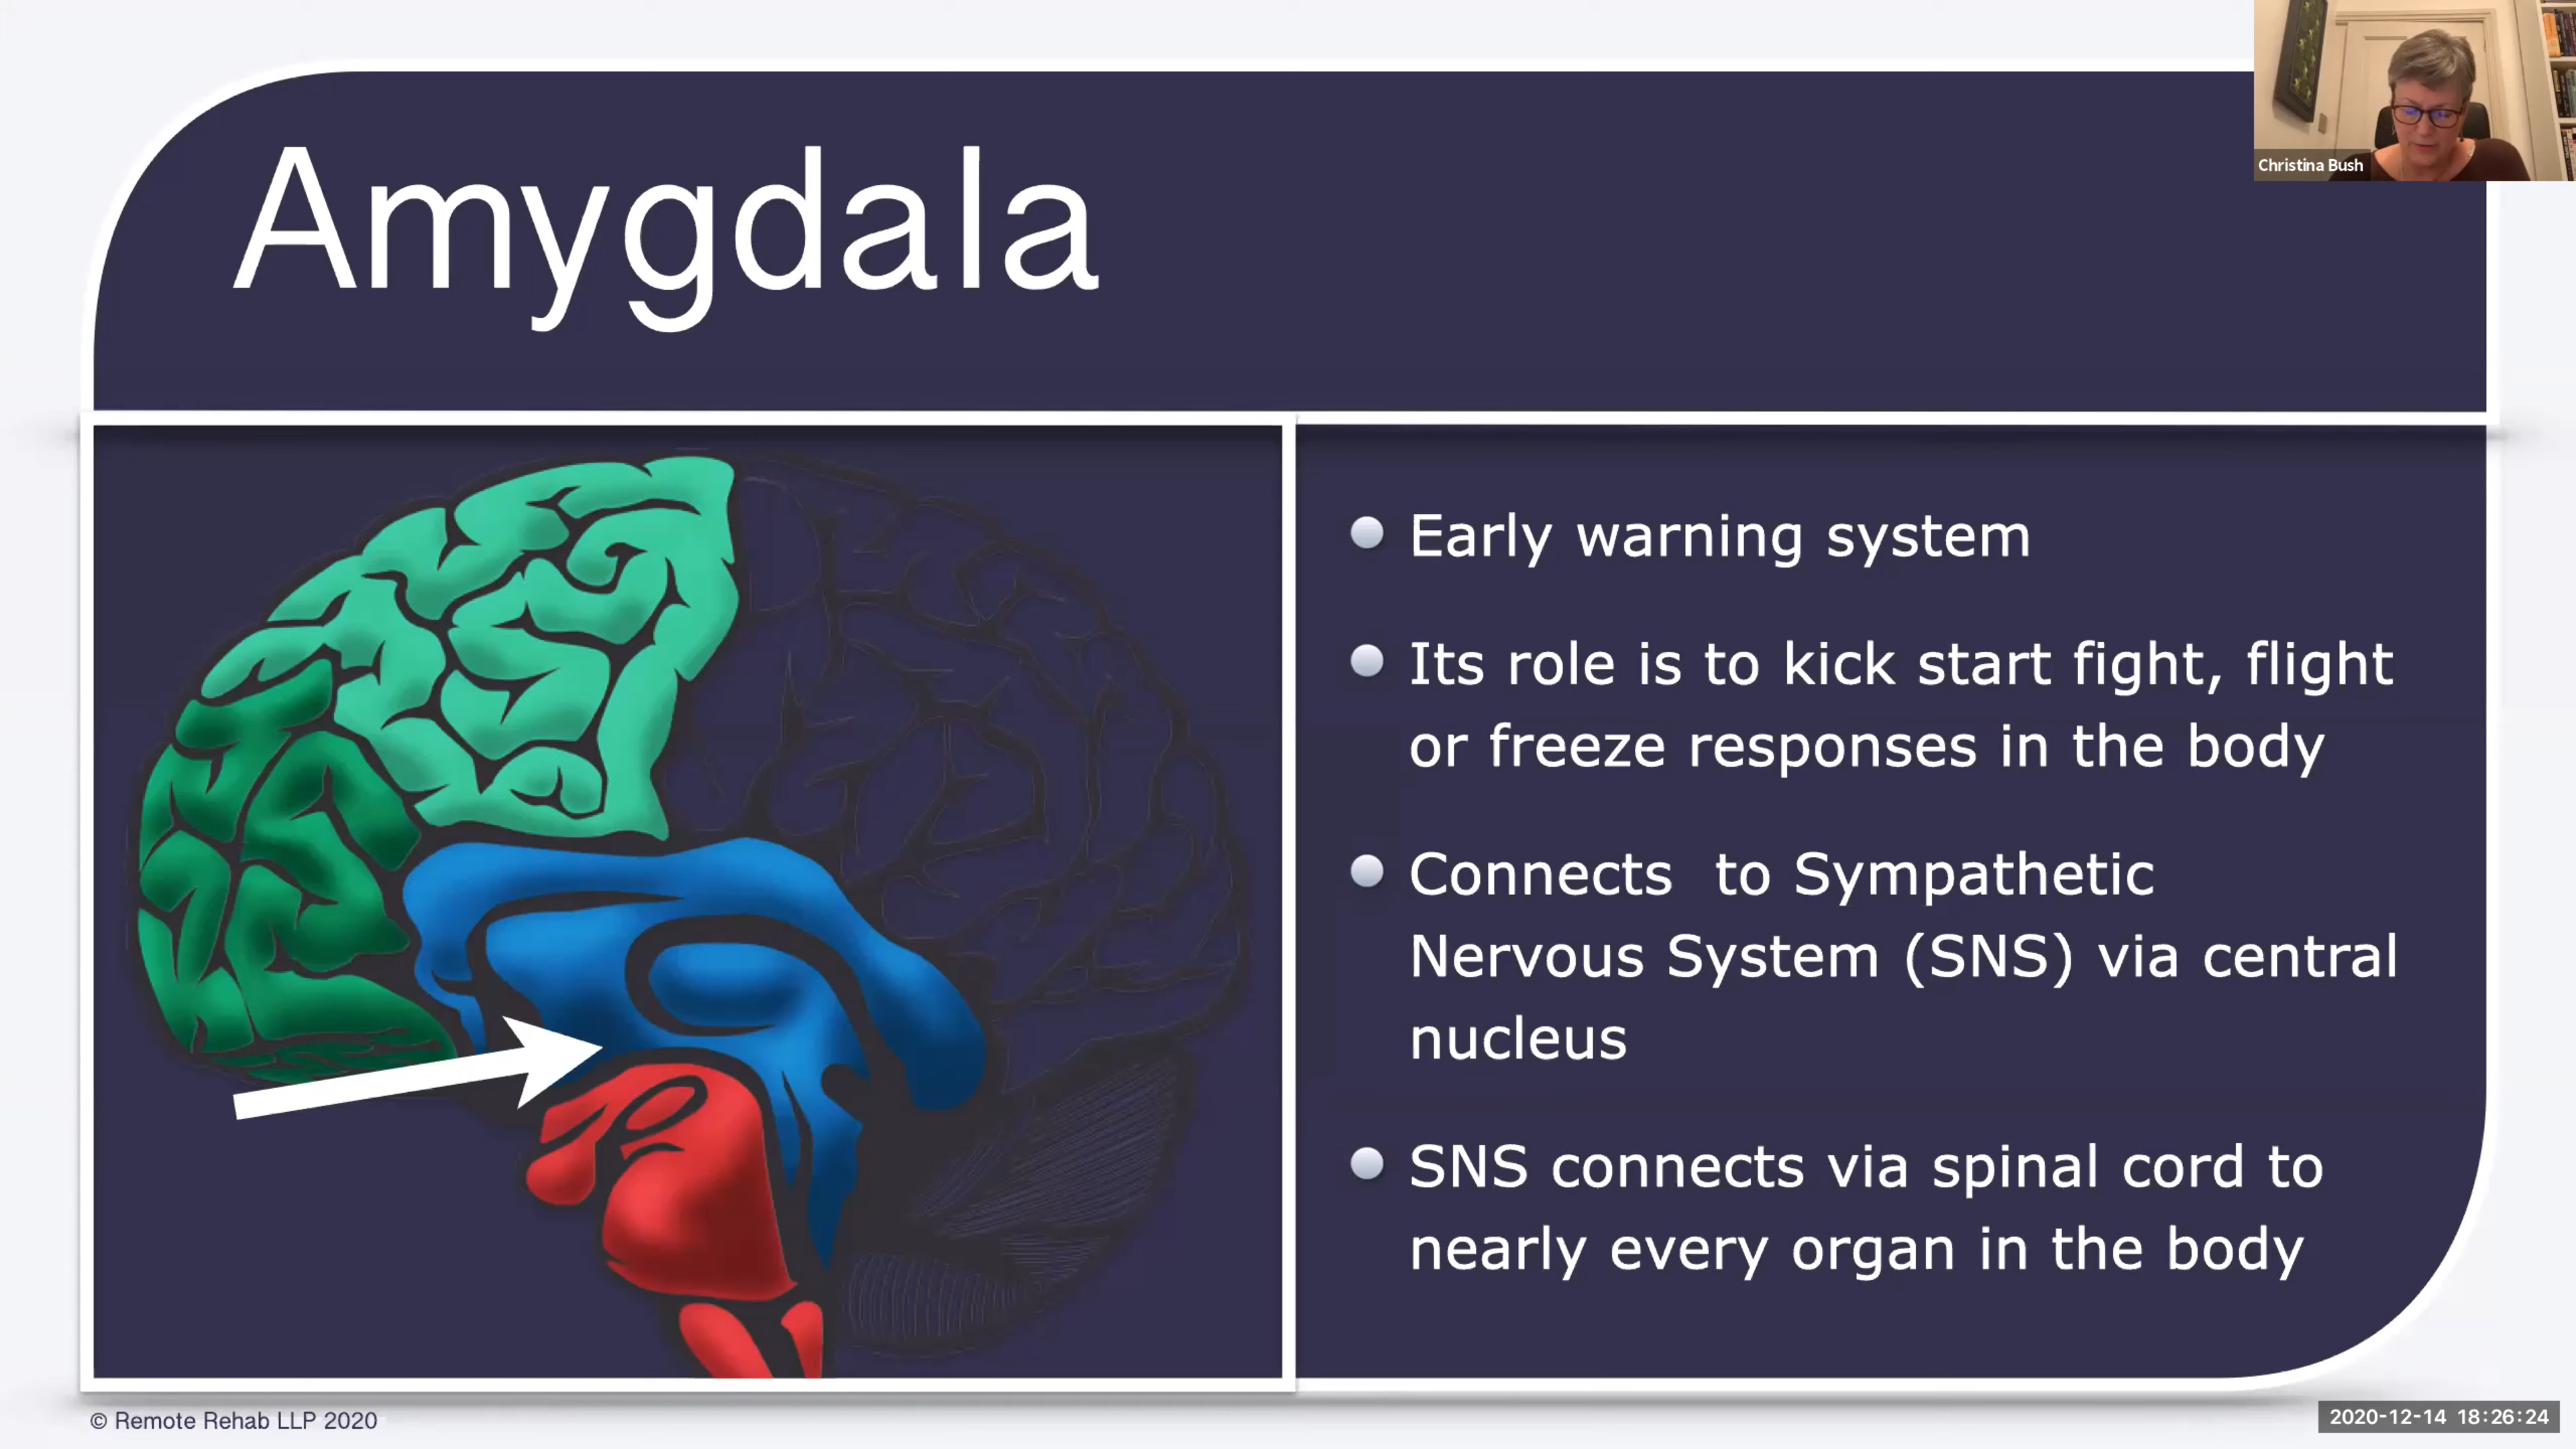 Christina Bush
Amygdala
Early warning system
Its role is to kick start fight, flight
or freeze responses in the body
Connects  to Sympathetic
Nervous System (SNS) via central
nucleus
SNS connects via spinal cord to
nearly every organ in the body
© Remote Rehab LLP 2020
2020-12-14 18:26:24